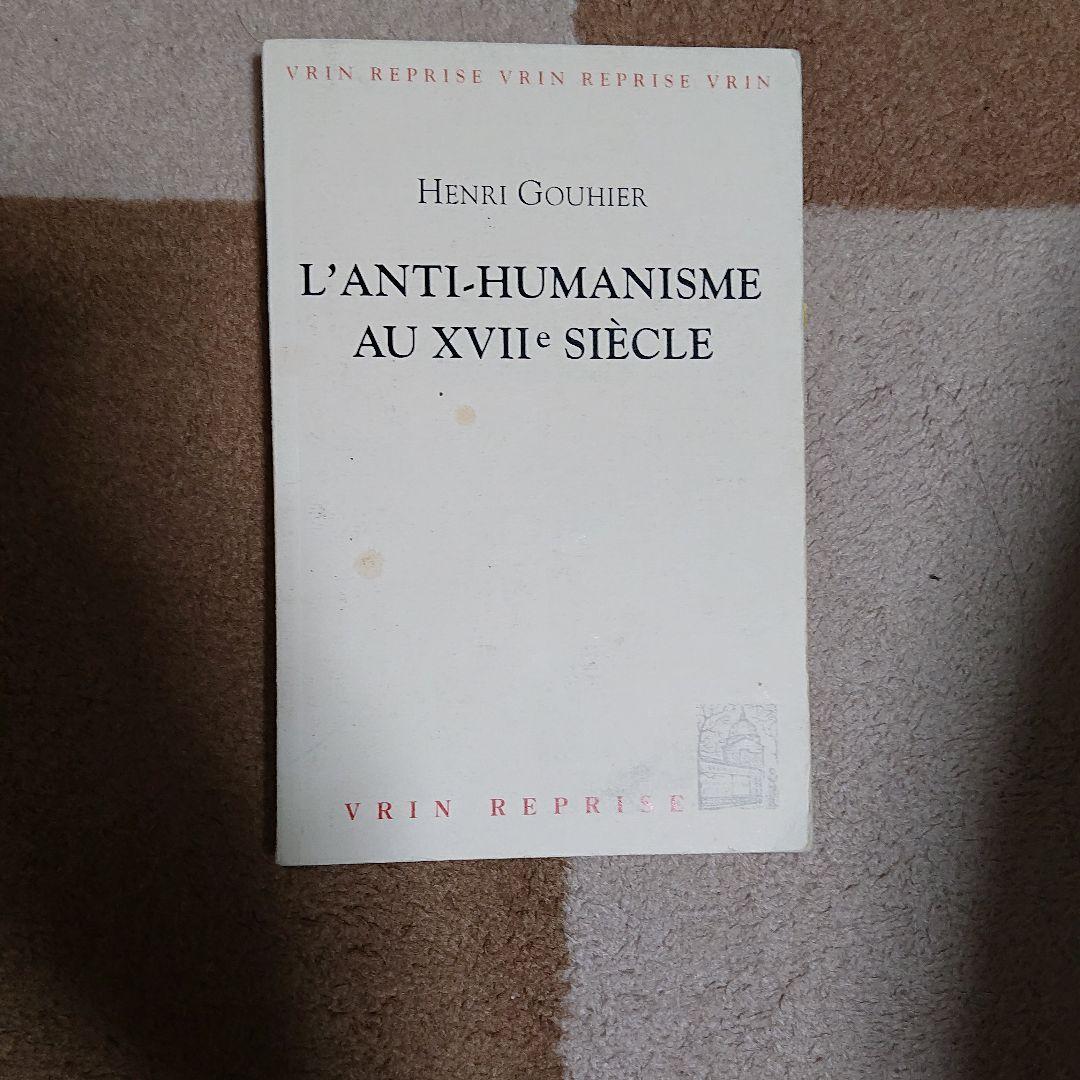 VRIN REPRISE VRIN REPRISE VRIN
HENRI GOUHIER
L'ANTI-HUMANISME
AU XVIIe SIÈCLE
VRIN REPRISE